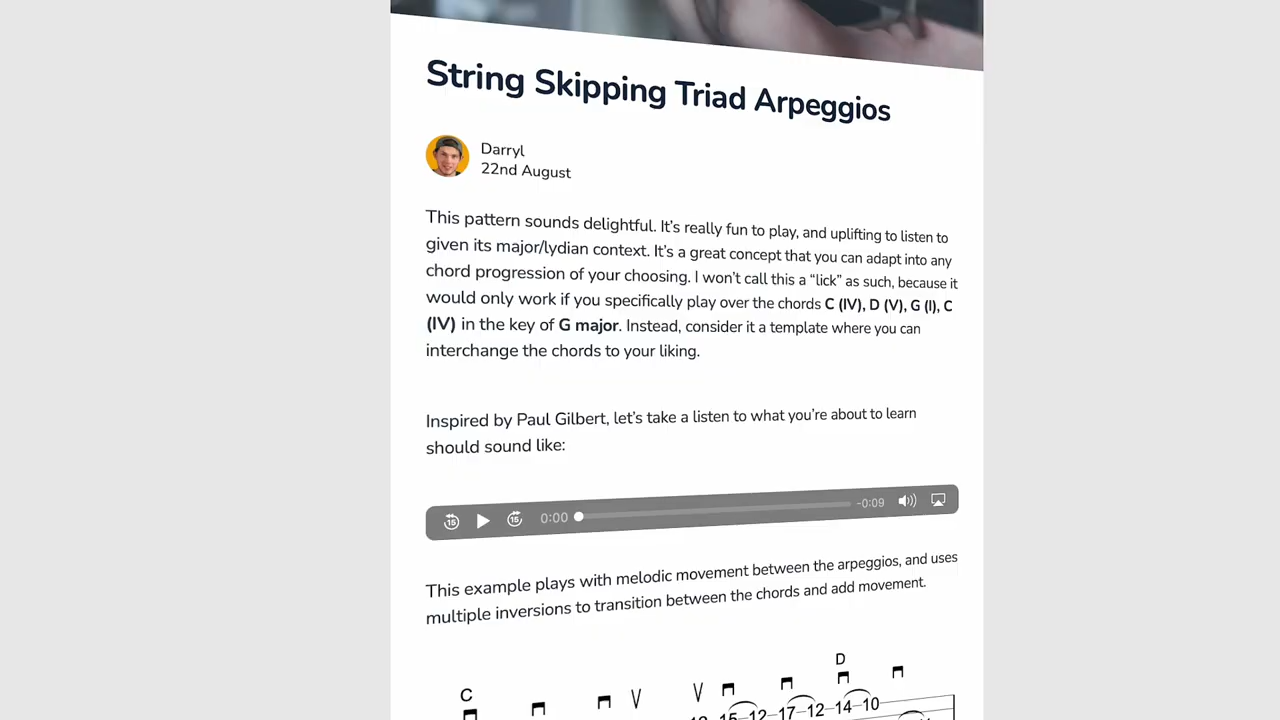 String Skipping Triad Arpeggios
Darryl
22nd August
This pattern sounds delightful. It’s really fun to play, and uplifting to listen to
given its major/lydian context. It’s a great concept that you can adapt into any
chord progression of your choosing. I won’t call this a “lick” as such, because it
would only work if you specifically play over the chords C (IV), D (V), G (I), C
(IV) in the key of G major. Instead, consider it a template where you can
interchange the chords to your liking.
Inspired by Paul Gilbert, let’s take a listen to what you’re about to learn
should sound like:
15 15 0:00 -0:09
This example plays with melodic movement between the arpeggios, and uses
multiple inversions to transition between the chords and add movement.
C D
15 12 17 12 14 10